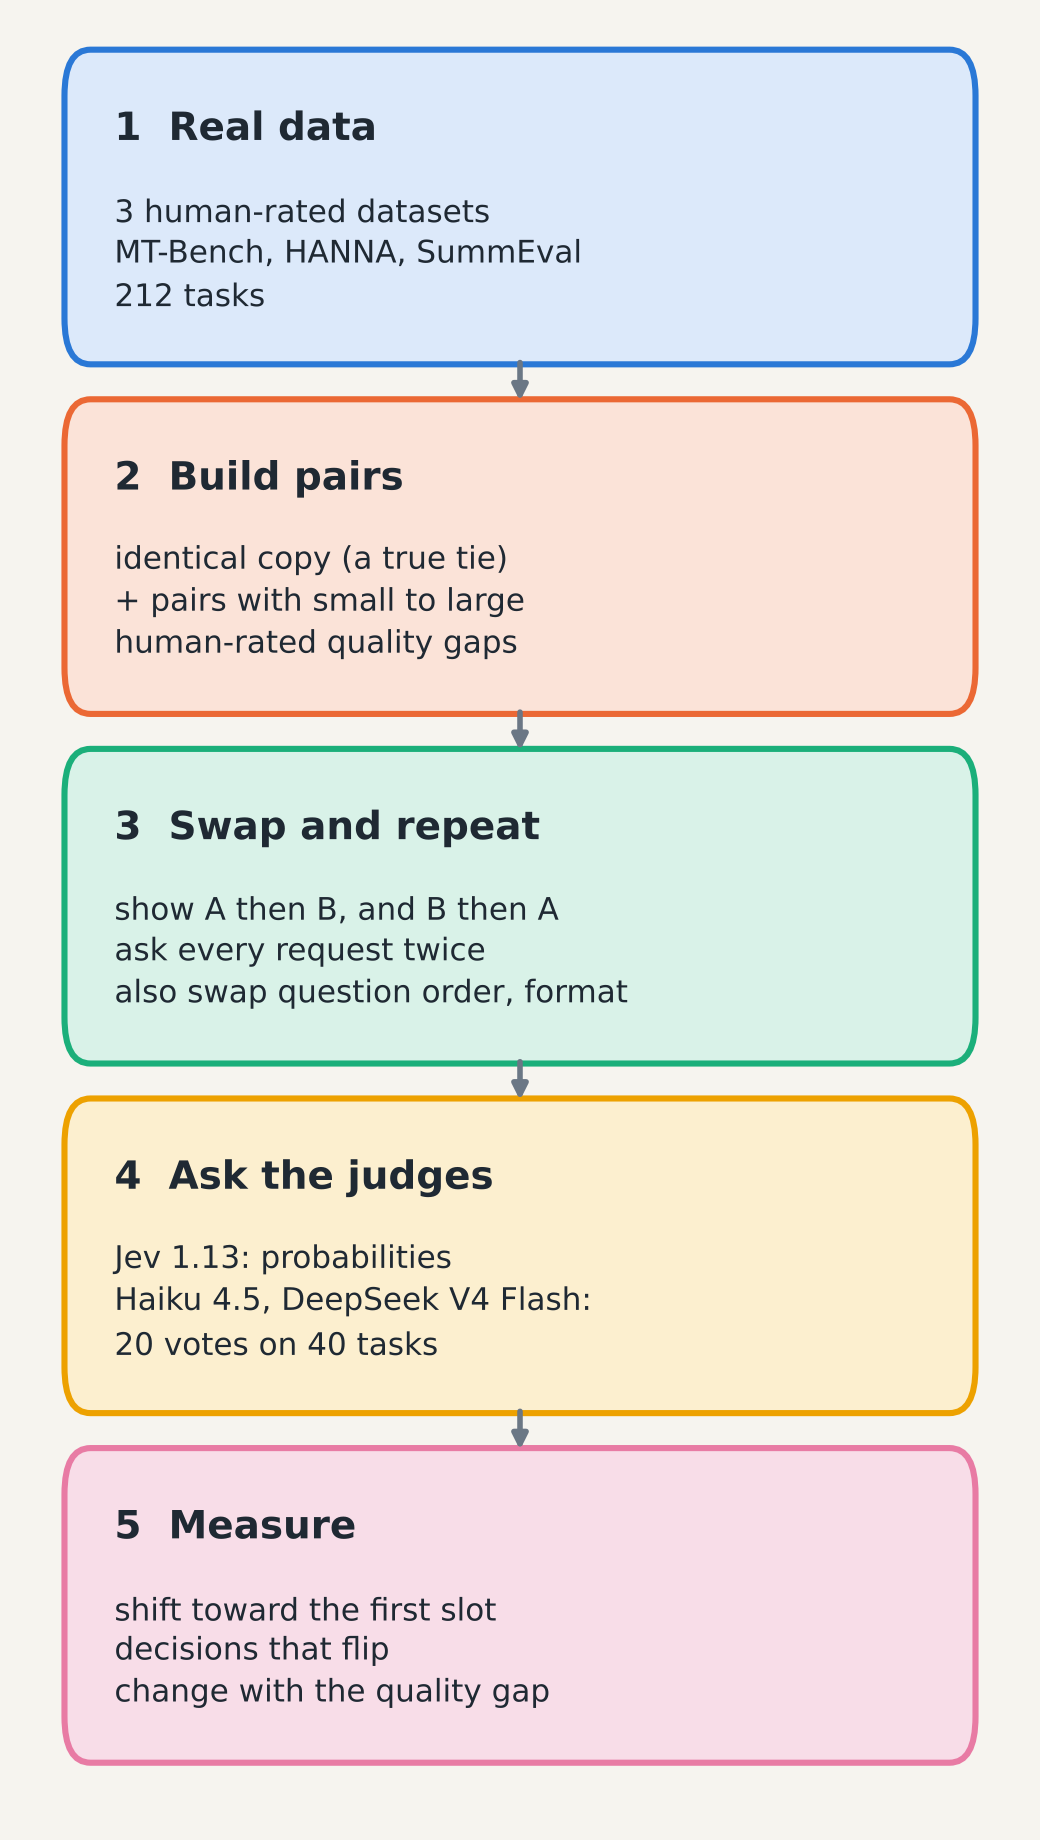 1 Real data
3 human-rated datasets
MT-Bench, HANNA, SummEval
212 tasks
2 Build pairs
identical copy (a true tie)
+ pairs with small to large
human-rated quality gaps
3 Swap and repeat
show A then B, and B then A
ask every request twice
also swap question order, format
4 Ask the judges
Jev 1.13: probabilities
Haiku 4.5, DeepSeek V4 Flash:
20 votes on 40 tasks
5 Measure
shift toward the first slot
decisions that flip
change with the quality gap